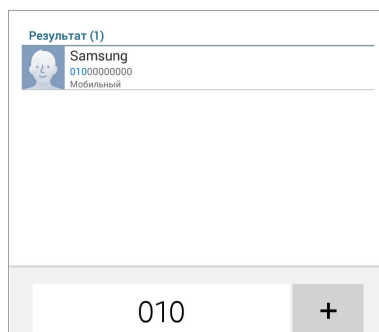 Результат (1)
Samsung
01000000000
Мобильный
010
+